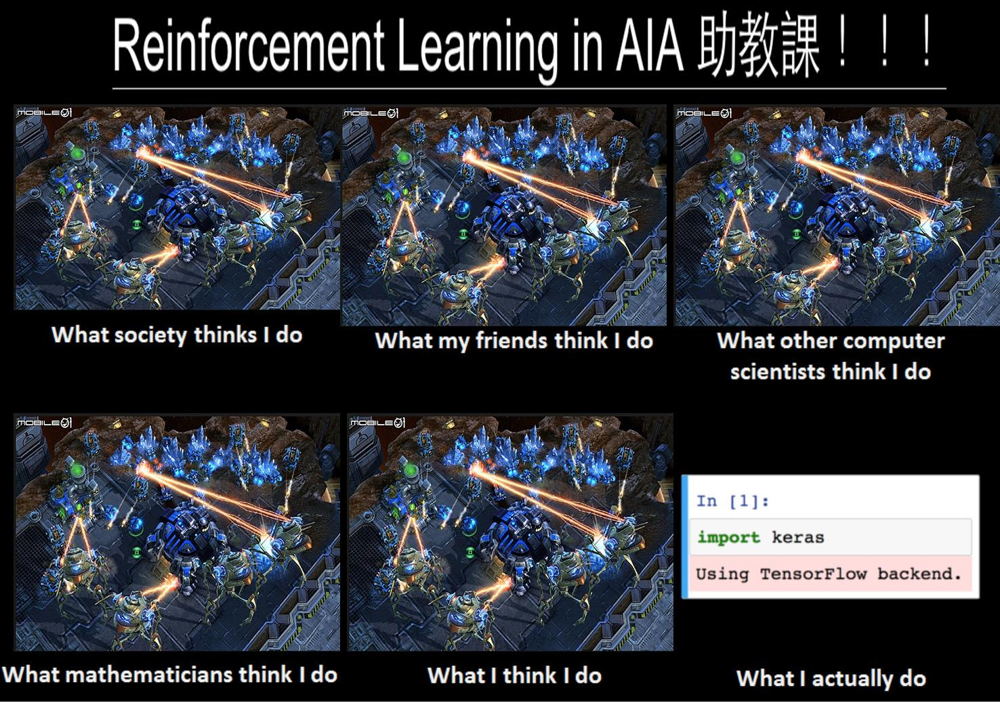 Reinforcement Learning in AIA 助教課！！！
MOBILE01
MOBILE01
MOBILE01
What society thinks I do
What my friends think I do
What other computer
scientists think I do
MOBILE01
MOBILE01
In [1]:
import keras
Using TensorFlow backend.
What mathematicians think I do
What I think I do
What I actually do